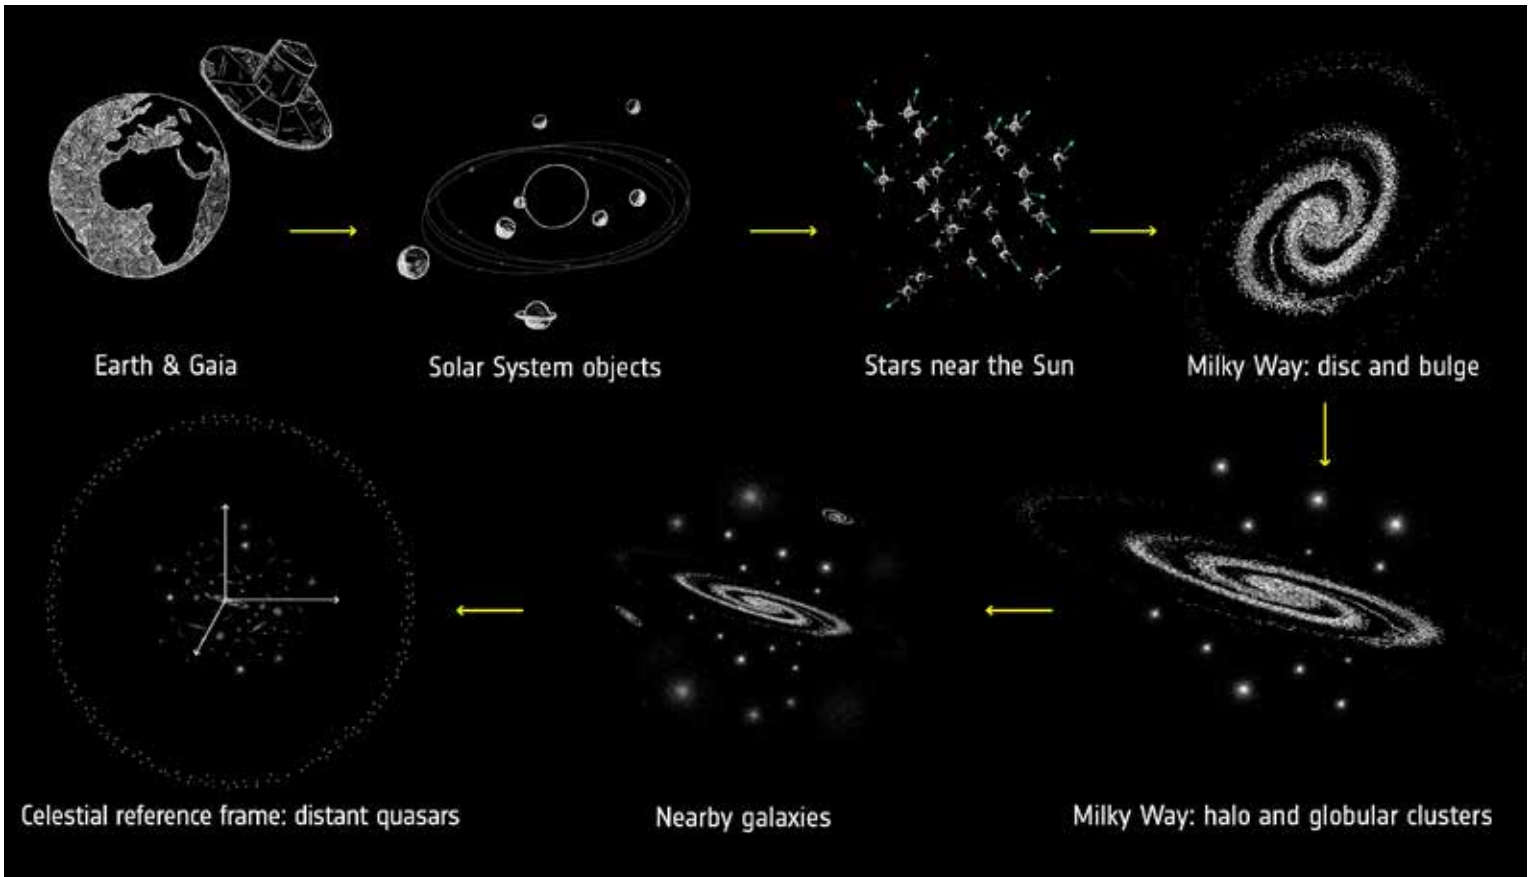 Earth & Gaia
Solar System objects
Stars near the Sun
Milky Way: disc and bulge
Celestial reference frame: distant quasars
Nearby galaxies
Milky Way: halo and globular clusters